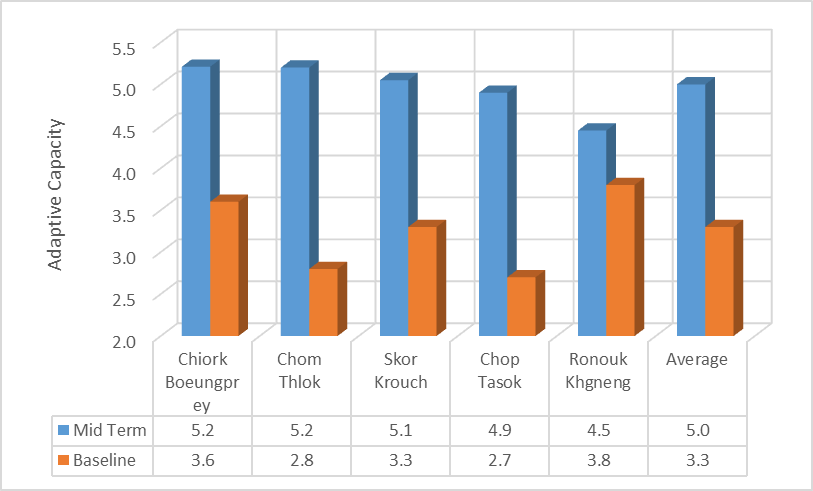 Adaptive Capacity
5.5
5.0
4.5
4.0
3.5
3.0
2.5
2.0
Chiork Chom Skor Chop Ronouk Average
Boeungpr Thlok Krouch Tasok Khgneng
ey
Mid Term 5.2 5.2 5.1 4.9 4.5 5.0
Baseline 3.6 2.8 3.3 2.7 3.8 3.3